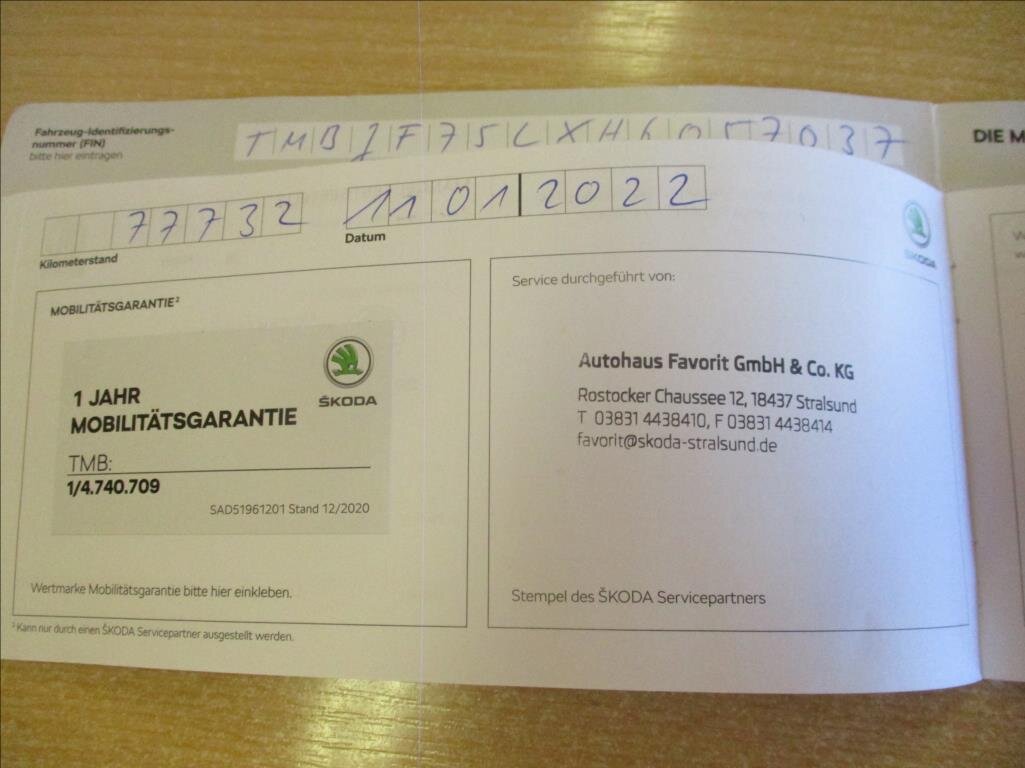 Fahrzeug-Identifizierungs-
nummer (FIN)
bitte hier eintragen
TMBJF75LXH6057037
DIE M
77732
11 01 2022
Kilometerstand
Datum
ŠKODA
MOBILITÄTSGARANTIE²
Service durchgeführt von:
1 JAHR
MOBILITÄTSGARANTIE
ŠKODA
TMB:
1/4.740.709
SAD51961201 Stand 12/2020
Autohaus Favorit GmbH & Co. KG
Rostocker Chaussee 12, 18437 Stralsund
T 03831 4438410, F 03831 4438414
favorit@skoda-stralsund.de
Wertmarke Mobilitätsgarantie bitte hier einkleben.
Stempel des ŠKODA Servicepartners
² Kann nur durch einen ŠKODA Servicepartner ausgestellt werden.